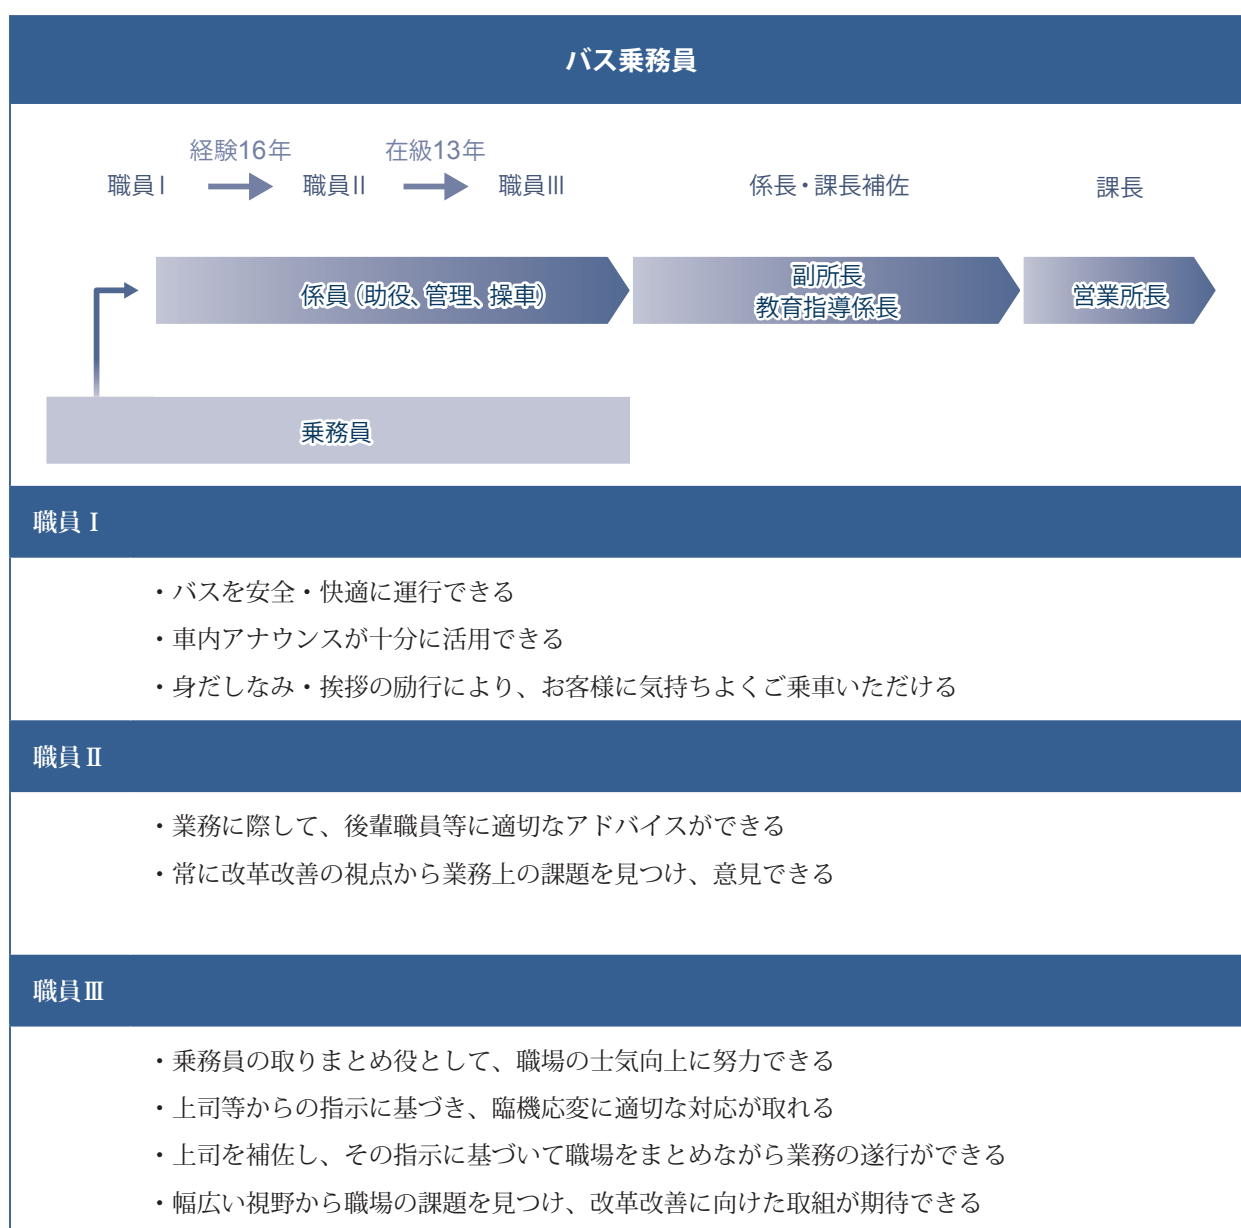 バス乗務員
経験16年
在級13年
職員Ⅰ
職員Ⅱ
職員Ⅲ
係長・課長補佐
課長
係員（助役、管理、操車）
副所長
教育指導係長
営業所長
乗務員
職員Ⅰ
・バスを安全・快適に運行できる
・車内アナウンスが十分に活用できる
・身だしなみ・挨拶の励行により、お客様に気持ちよくご乗車いただける
職員Ⅱ
・業務に際して、後輩職員等に適切なアドバイスができる
・常に改革改善の視点から業務上の課題を見つけ、意見できる
職員Ⅲ
・乗務員の取りまとめ役として、職場の士気向上に努力できる
・上司等からの指示に基づき、臨機応変に適切な対応が取れる
・上司を補佐し、その指示に基づいて職場をまとめながら業務の遂行ができる
・幅広い視野から職場の課題を見つけ、改革改善に向けた取組が期待できる